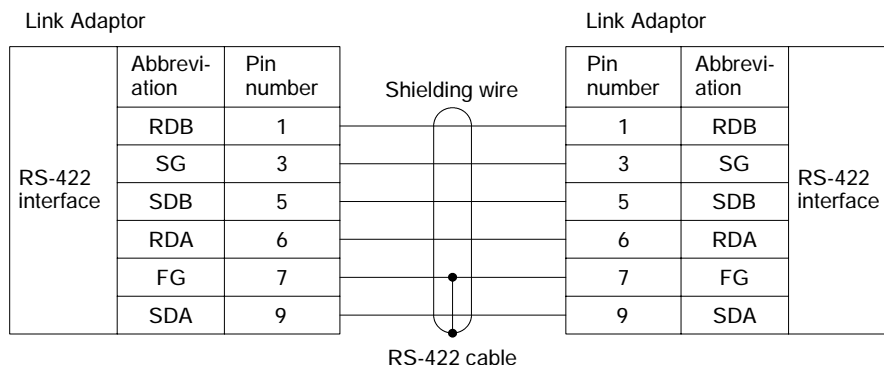 Link Adaptor
Link Adaptor
Abbrevi-
ation
Pin
number
Shielding wire
Pin
number
Abbrevi-
ation
RDB 1 1 RDB
SG 3 3 SG
RS-422
interface
RS-422
interface
SDB 5 5 SDB
RDA 6 6 RDA
FG 7 7 FG
SDA 9 9 SDA
RS-422 cable